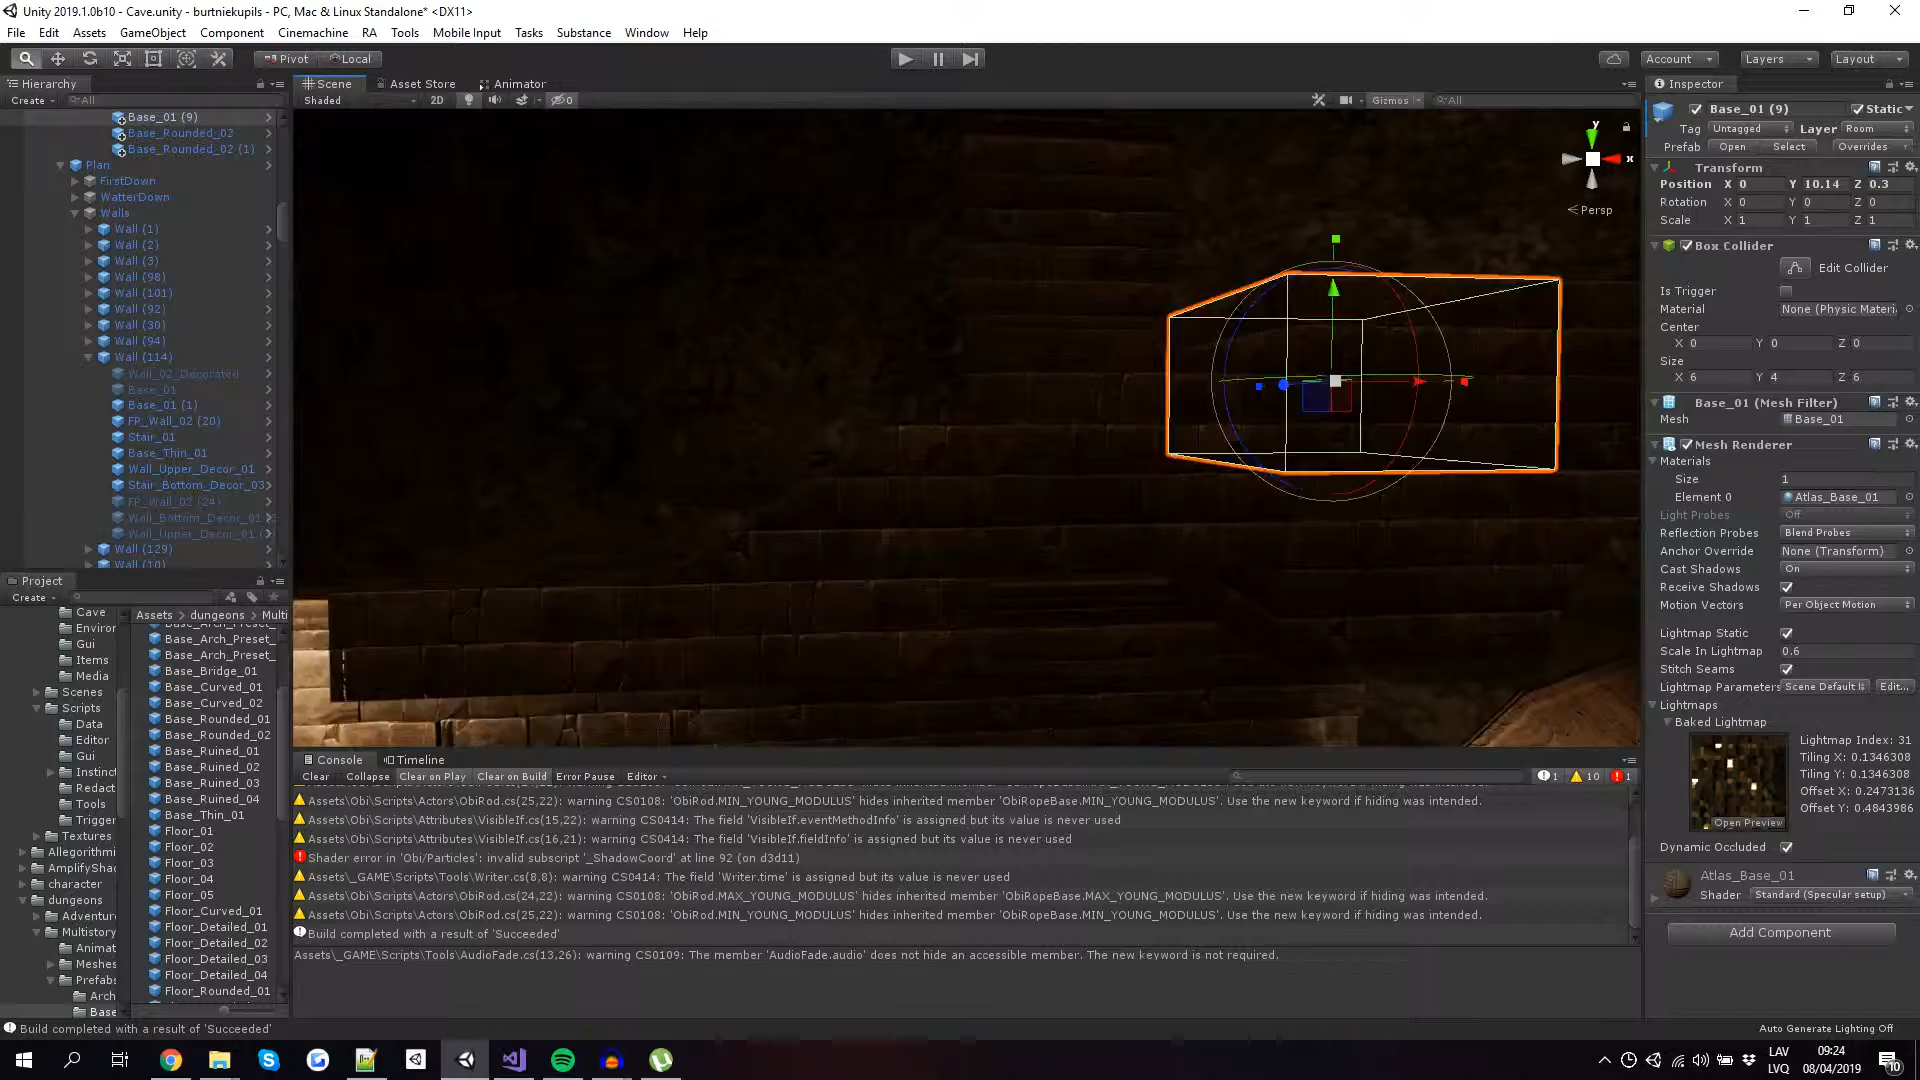 Unity 2019.1.0b10 - Cave.unity - burtniekupils - PC, Mac & Linux Standalone* <DX11>
File Edit Assets GameObject Component Cinemachine RA Tools Mobile Input Tasks Substance Window Help
Pivot Local Account Layers Layout
Hierarchy
Create All
Base_01 (9)
Base_Rounded_02
Base_Rounded_02 (1)
Plan
FirstDown
WatterDown
Walls
Wall (1)
Wall (2)
Wall (3)
Wall (98)
Wall (101)
Wall (92)
Wall (30)
Wall (94)
Wall (114)
Wall_02_Decorated
Base_01
Base_01 (1)
FP_Wall_02 (20)
Stair_01
Base_Thin_01
Wall_Upper_Decor_01
Stair_Bottom_Decor_03
FP_Wall_02 (24)
Wall_Bottom_Decor_01
Wall_Upper_Decor_01 (
Wall (129)
Wall (10)
Scene Asset Store Animator
Shaded 2D 0 Gizmos All
y
x
Persp
Project
Create
Cave
Enviror
Gui
Items
Media
Scenes
Scripts
Data
Editor
Gui
Instinct
Redact
Tools
Trigger
Textures
Allegorithmi
AmplifySha
character
dungeons
Adventur
Multistory
Animat
Meshes
Prefabs
Arch
Base
Assets > dungeons > Multi
Base_Arch_Preset_
Base_Arch_Preset_
Base_Arch_Preset_
Base_Bridge_01
Base_Curved_01
Base_Curved_02
Base_Rounded_01
Base_Rounded_02
Base_Ruined_01
Base_Ruined_02
Base_Ruined_03
Base_Ruined_04
Base_Thin_01
Floor_01
Floor_02
Floor_03
Floor_04
Floor_05
Floor_Curved_01
Floor_Detailed_01
Floor_Detailed_02
Floor_Detailed_03
Floor_Detailed_04
Floor_Rounded_01
Console Timeline
Clear Collapse Clear on Play Clear on Build Error Pause Editor 1 10 1
Assets\Obi\Scripts\Actors\ObiRod.cs(25,22): warning CS0108: 'ObiRod.MIN_YOUNG_MODULUS' hides inherited member 'ObiRopeBase.MIN_YOUNG_MODULUS'. Use the new keyword if hiding was intended.
Assets\Obi\Scripts\Attributes\VisibleIf.cs(15,22): warning CS0414: The field 'VisibleIf.eventMethodInfo' is assigned but its value is never used
Assets\Obi\Scripts\Attributes\VisibleIf.cs(16,21): warning CS0414: The field 'VisibleIf.fieldInfo' is assigned but its value is never used
Shader error in 'Obi/Particles': invalid subscript '_ShadowCoord' at line 92 (on d3d11)
Assets\_GAME\Scripts\Tools\Writer.cs(8,8): warning CS0414: The field 'Writer.time' is assigned but its value is never used
Assets\Obi\Scripts\Actors\ObiRod.cs(24,22): warning CS0108: 'ObiRod.MAX_YOUNG_MODULUS' hides inherited member 'ObiRopeBase.MAX_YOUNG_MODULUS'. Use the new keyword if hiding was intended.
Assets\Obi\Scripts\Actors\ObiRod.cs(25,22): warning CS0108: 'ObiRod.MIN_YOUNG_MODULUS' hides inherited member 'ObiRopeBase.MIN_YOUNG_MODULUS'. Use the new keyword if hiding was intended.
Build completed with a result of 'Succeeded'
Assets\_GAME\Scripts\Tools\AudioFade.cs(13,26): warning CS0109: The member 'AudioFade.audio' does not hide an accessible member. The new keyword is not required.
Inspector
Base_01 (9) Static
Tag Untagged Layer Room
Prefab Open Select Overrides
Transform
Position X 0 Y 10.14 Z 0.3
Rotation X 0 Y 0 Z 0
Scale X 1 Y 1 Z 1
Box Collider
Edit Collider
Is Trigger
Material None (Physic Materi
Center
X 0 Y 0 Z 0
Size
X 6 Y 4 Z 6
Base_01 (Mesh Filter)
Mesh Base_01
Mesh Renderer
Materials
Size 1
Element 0 Atlas_Base_01
Light Probes Off
Reflection Probes Blend Probes
Anchor Override None (Transform)
Cast Shadows On
Receive Shadows
Motion Vectors Per Object Motion
Lightmap Static
Scale In Lightmap 0.6
Stitch Seams
Lightmap Parameters Scene Default Edit...
Lightmaps
Baked Lightmap
Lightmap Index: 31
Tiling X: 0.1346308
Tiling Y: 0.1346308
Offset X: 0.2473136
Offset Y: 0.4843986
Open Preview
Dynamic Occluded
Atlas_Base_01
Shader Standard (Specular setup)
Add Component
Build completed with a result of 'Succeeded' Auto Generate Lighting Off
LAV
LVQ
09:24
08/04/2019
10